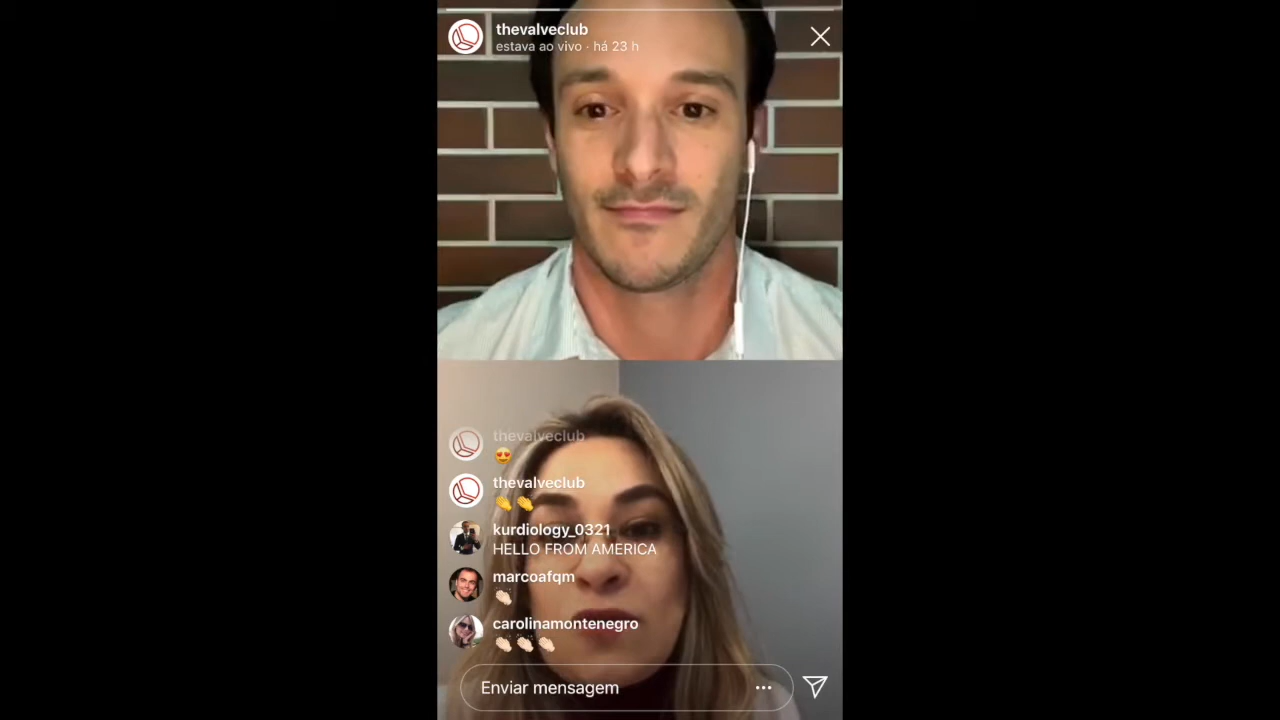 thevalveclub
estava ao vivo · há 23 h
thevalveclub
😍
thevalveclub
👏👏
kurdiology_0321
HELLO FROM AMERICA
marcoafqm
👏🏻
carolinamontenegro
👏🏻👏🏻👏🏻
Enviar mensagem